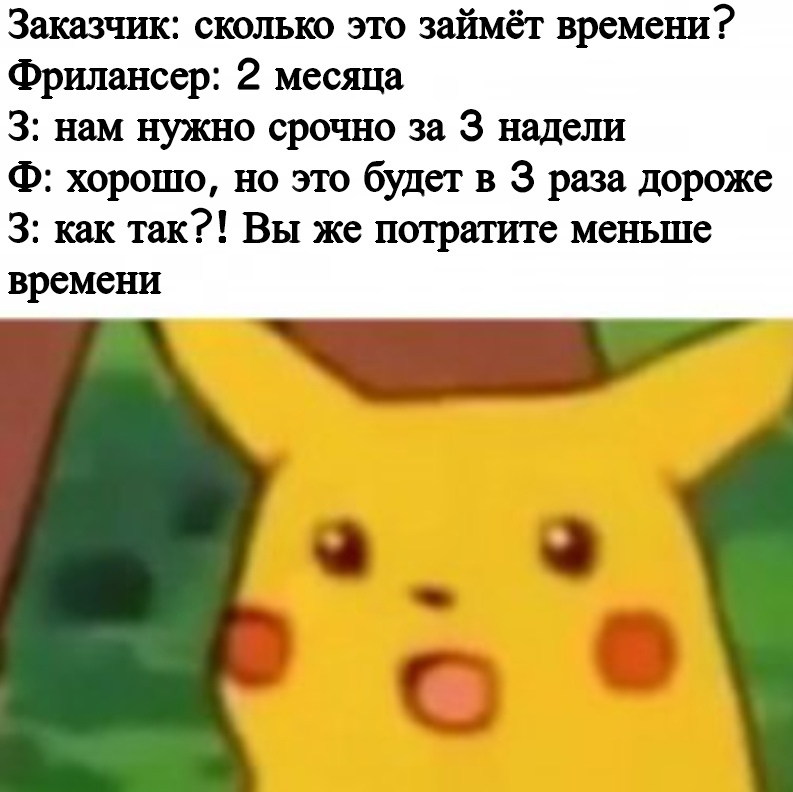 Заказчик: сколько это займёт времени?
Фрилансер: 2 месяца
З: нам нужно срочно за 3 надели
Ф: хорошо, но это будет в 3 раза дороже
З: как так?! Вы же потратите меньше
времени